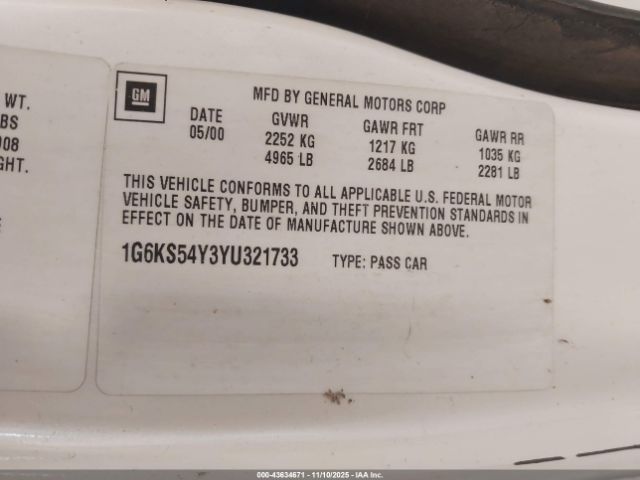 WT.
BS
08
GHT.
GM
MFD BY GENERAL MOTORS CORP
DATE GVWR GAWR FRT GAWR RR
05/00 2252 KG 1217 KG 1035 KG
4965 LB 2684 LB 2281 LB
THIS VEHICLE CONFORMS TO ALL APPLICABLE U.S. FEDERAL MOTOR
VEHICLE SAFETY, BUMPER, AND THEFT PREVENTION STANDARDS IN
EFFECT ON THE DATE OF MANUFACTURE SHOWN ABOVE.
1G6KS54Y3YU321733 TYPE: PASS CAR
000-43634671 - 11/10/2025 - IAA Inc.